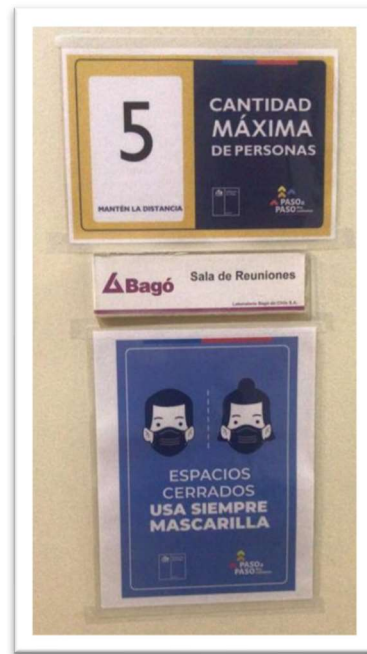 5
MANTÉN LA DISTANCIA
CANTIDAD
MÁXIMA
DE PERSONAS
PASO a
PASO
Bagó
Sala de Reuniones
Laboratorio Bagó de Chile S.A.
ESPACIOS
CERRADOS
USA SIEMPRE
MASCARILLA
PASO a
PASO